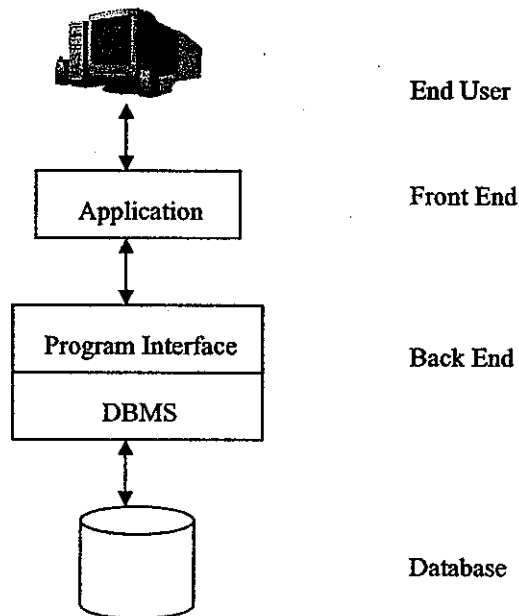 End User
Application
Front End
Program Interface
Back End
DBMS
Database